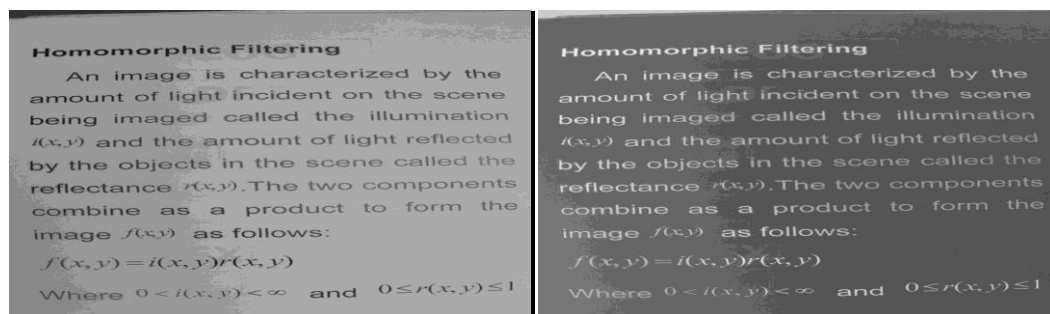 Homomorphic Filtering
An image is characterized by the
amount of light incident on the scene
being imaged called the illumination
i(x,y) and the amount of light reflected
by the objects in the scene called the
reflectance r(x,y).The two components
combine as a product to form the
image f(x,y) as follows:
f(x, y)=i(x, y)r(x, y)
Where 0<i(x, y)<∞ and 0≤r(x, y)≤1
Homomorphic Filtering
An image is characterized by the
amount of light incident on the scene
being imaged called the illumination
i(x,y) and the amount of light reflected
by the objects in the scene called the
reflectance r(x,y).The two components
combine as a product to form the
image f(x,y) as follows:
f(x, y)=i(x, y)r(x, y)
Where 0<i(x, y)<∞ and 0≤r(x, y)≤1